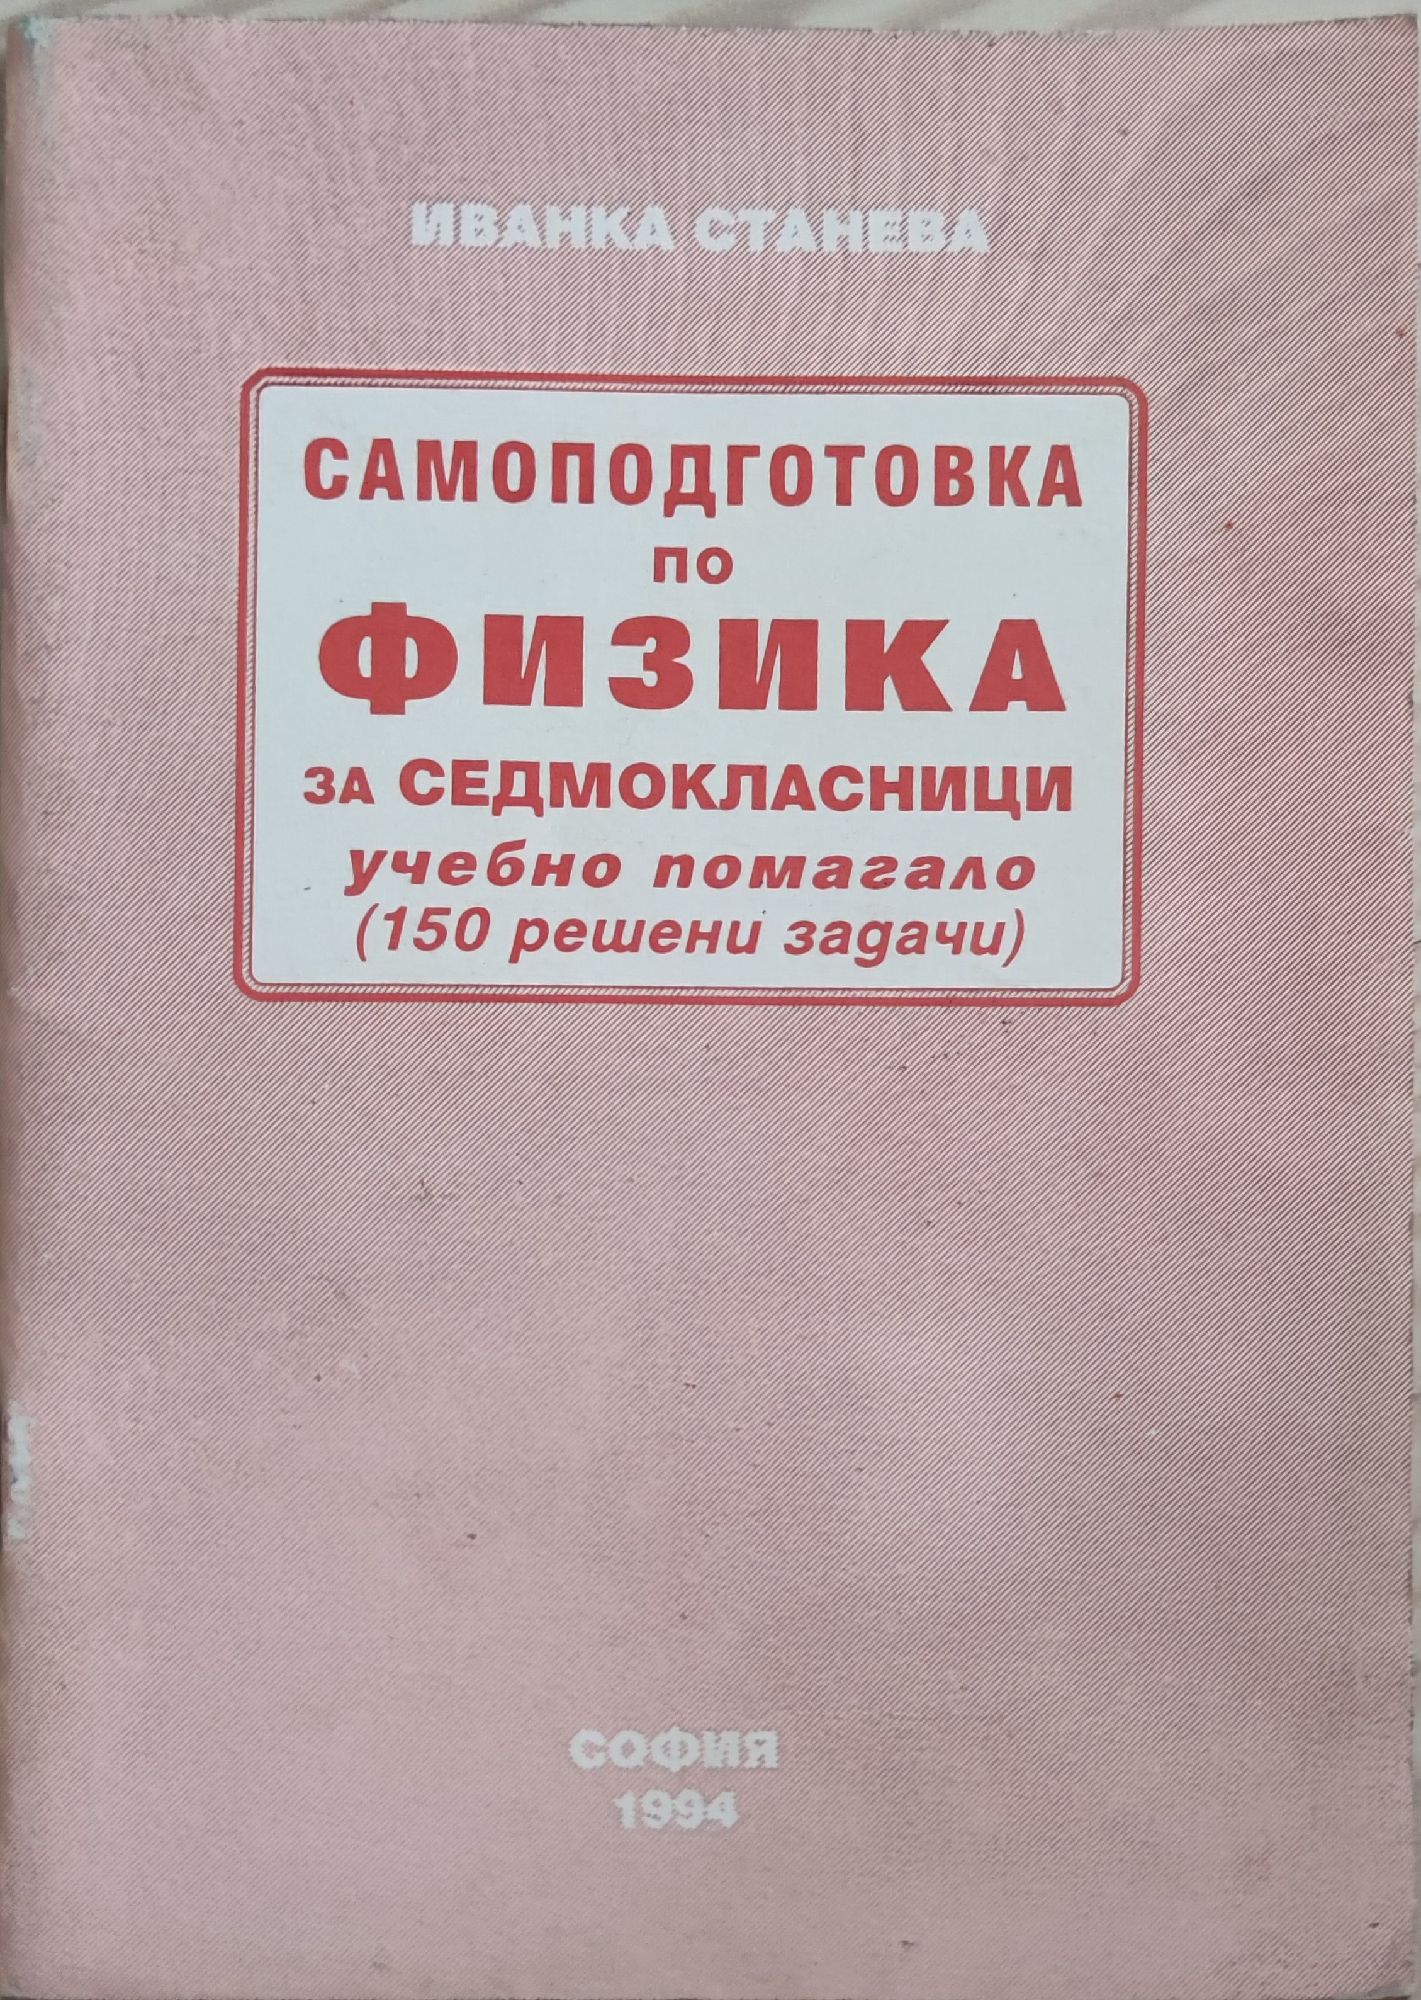 ИВАНКА СТАНЕВА
САМОПОДГОТОВКА
ПО
ФИЗИКА
ЗА СЕДМОКЛАСНИЦИ
учебно помагало
(150 решени задачи)
СОФИЯ
1994